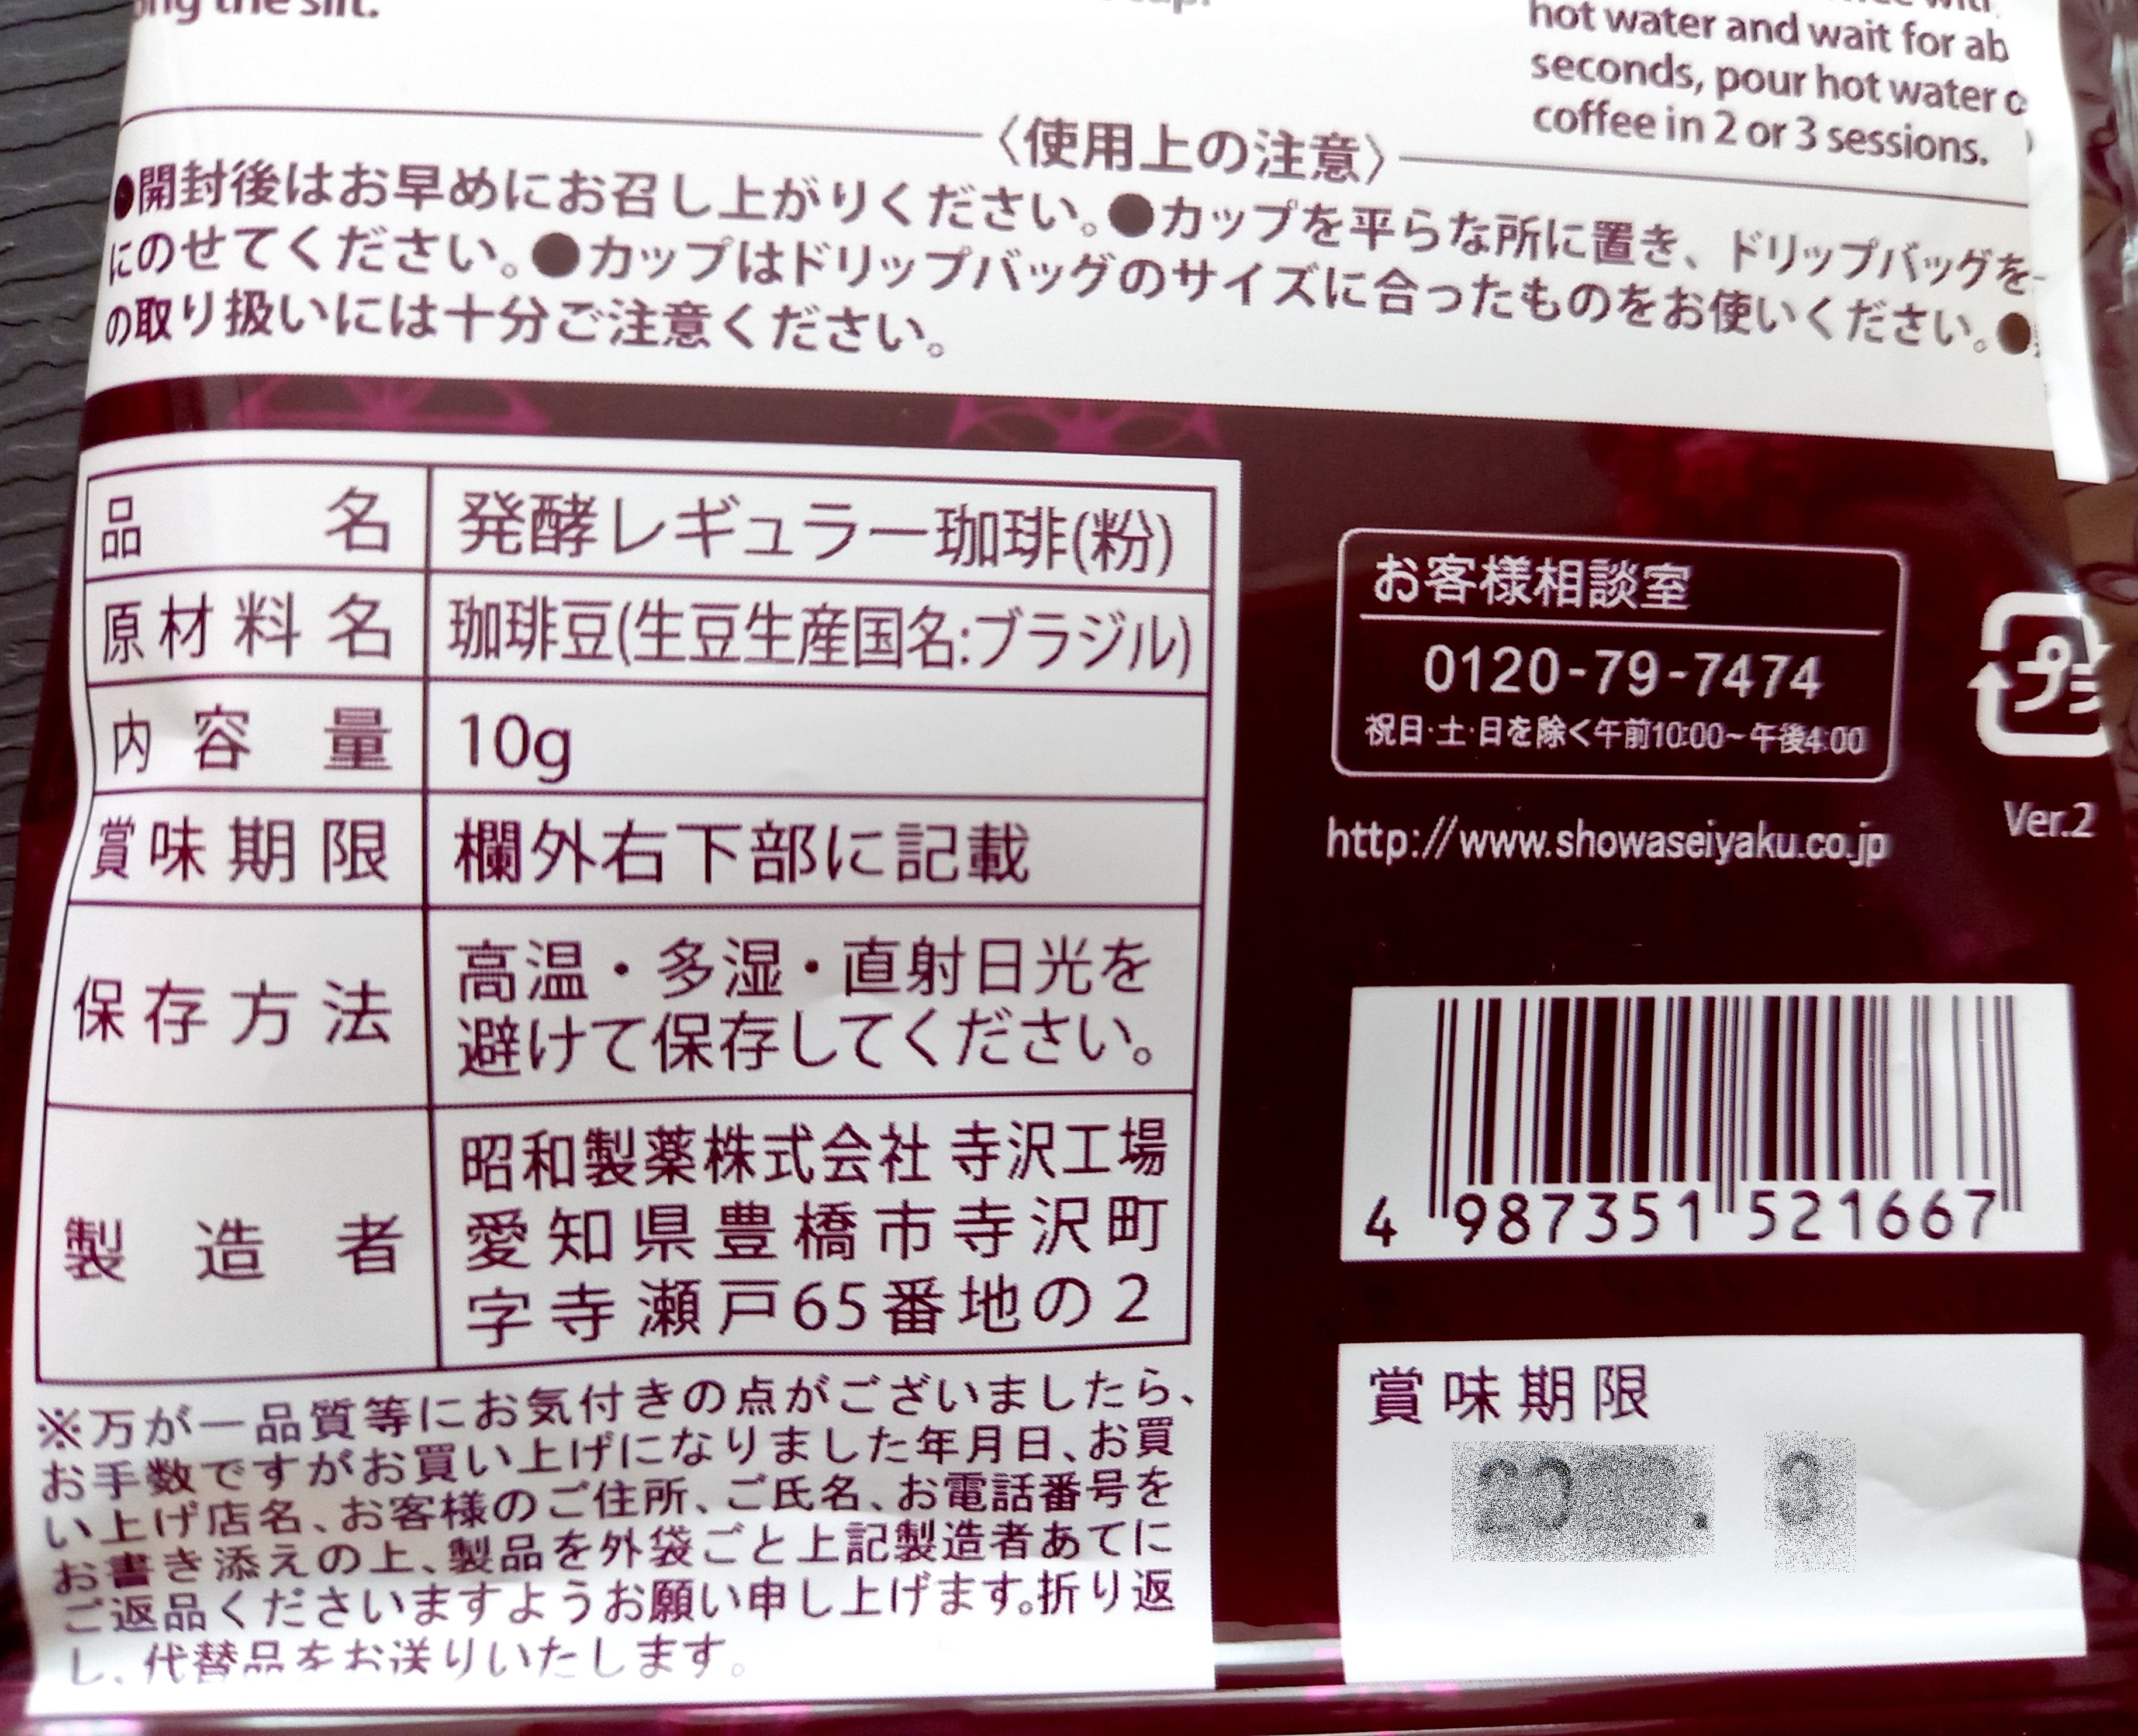 ong the slit.
hot water and wait for ab
seconds, pour hot water o
coffee in 2 or 3 sessions.
〈使用上の注意〉
●開封後はお早めにお召し上がりください。●カップを平らな所に置き、ドリップバッグを
にのせてください。●カップはドリップバッグのサイズに合ったものをお使いください。●
の取り扱いには十分ご注意ください。
品名 発酵レギュラー珈琲(粉)
原材料名 珈琲豆(生豆生産国名:ブラジル)
内容量 10g
賞味期限 欄外右下部に記載
保存方法 高温・多湿・直射日光を
避けて保存してください。
製造者 昭和製薬株式会社 寺沢工場
愛知県豊橋市寺沢町
字寺瀬戸65番地の2
※万が一品質等にお気付きの点がございましたら、
お手数ですがお買い上げになりました年月日、お買
い上げ店名、お客様のご住所、ご氏名、お電話番号を
お書き添えの上、製品を外袋ごと上記製造者あてに
ご返品くださいますようお願い申し上げます。折り返
し、代替品をお送りいたします。
お客様相談室
0120-79-7474
祝日・土・日を除く午前10:00~午後4:00
http://www.showaseiyaku.co.jp
プラ
Ver.2
4 987351 521667
賞味期限